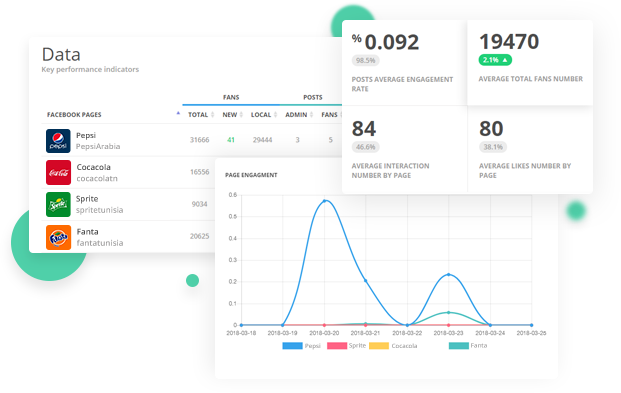 Data
Key performance indicators
FANS POSTS
FACEBOOK PAGES TOTAL NEW LOCAL ADMIN FANS
pepsi
Pepsi
PepsiArabia
31666 41 29444 3 5
Coca-Cola
Cocacola
cocacolatn
16556
Sprite
Sprite
spritetunisia
9034
Fanta
Fanta
Fantatunisia
20625
% 0.092
98.5%
POSTS AVERAGE ENGAGEMENT
RATE
19470
2.1%
AVERAGE TOTAL FANS NUMBER
84
46.6%
AVERAGE INTERACTION
NUMBER BY PAGE
80
38.1%
AVERAGE LIKES NUMBER BY
PAGE
PAGE ENGAGMENT
0.6
0.5
0.4
0.3
0.2
0.1
0
2018-03-18 2018-03-19 2018-03-20 2018-03-21 2018-03-22 2018-03-23 2018-03-24 2018-03-25
Pepsi Sprite Cocacola Fanta